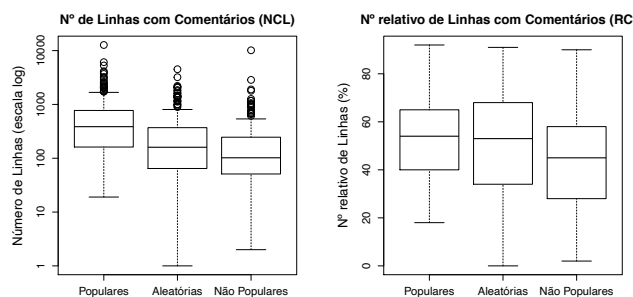 Nº de Linhas com Comentários (NCL)
Número de Linhas (escala log)
10000
1000
100
10
1
Populares Aleatórias Não Populares
Nº relativo de Linhas com Comentários (RC
Nº relativo de Linhas (%)
80
60
40
20
0
Populares Aleatórias Não Populares